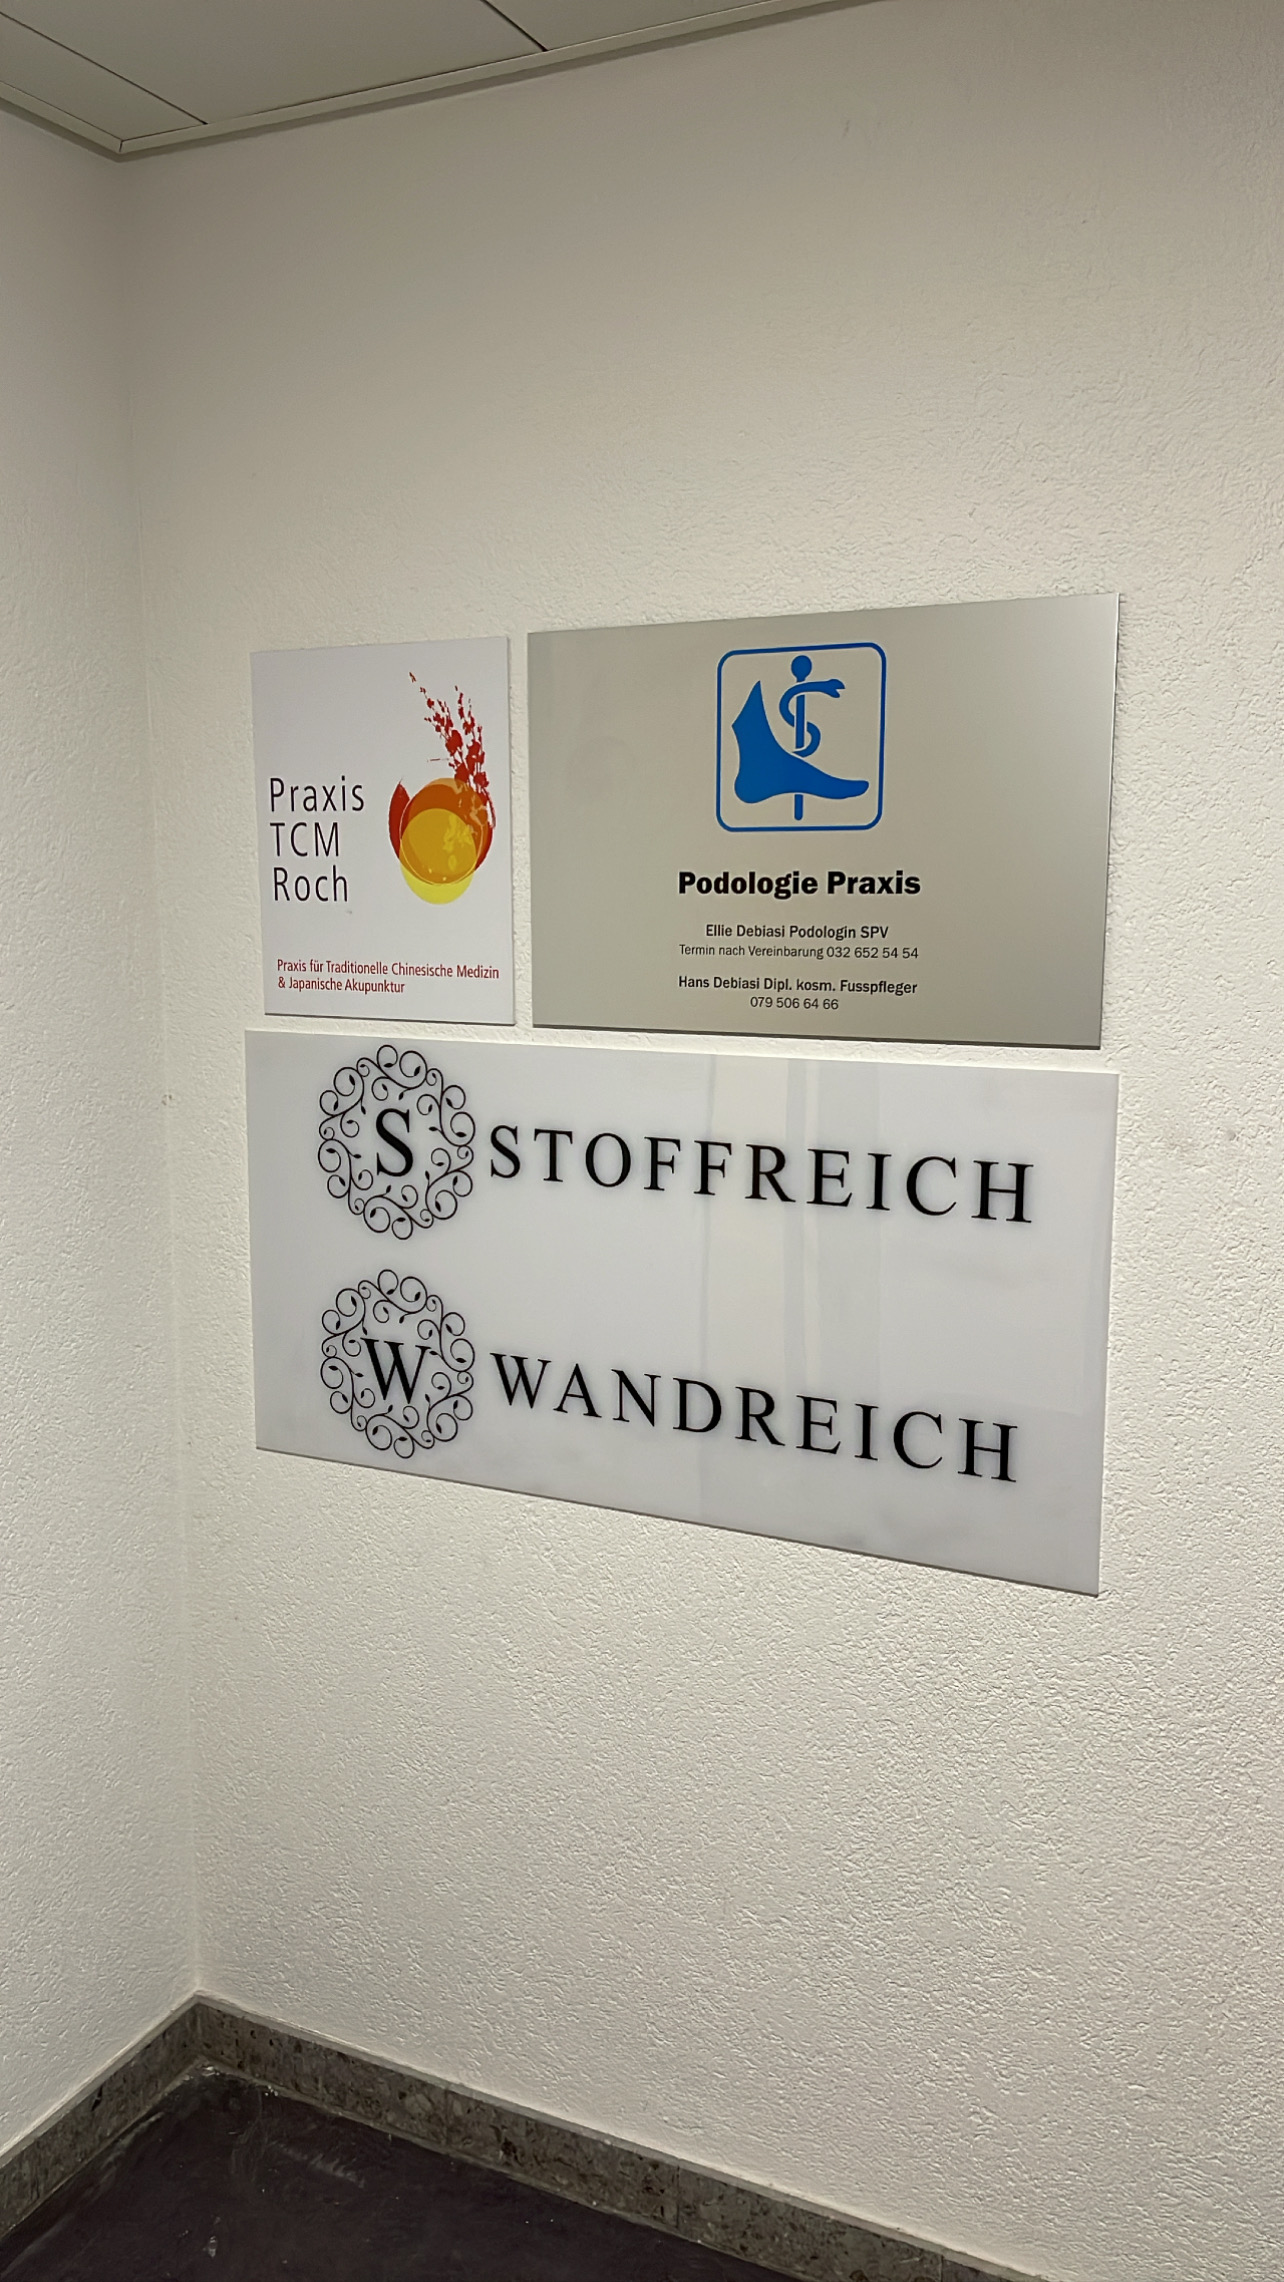 Praxis
TCM
Roch
Praxis für Traditionelle Chinesische Medizin
& Japanische Akupunktur
Podologie Praxis
Ellie Debiasi Podologin SPV
Termin nach Vereinbarung 032 652 54 54
Hans Debiasi Dipl. kosm. Fusspfleger
079 506 64 66
S STOFFREICH
W WANDREICH